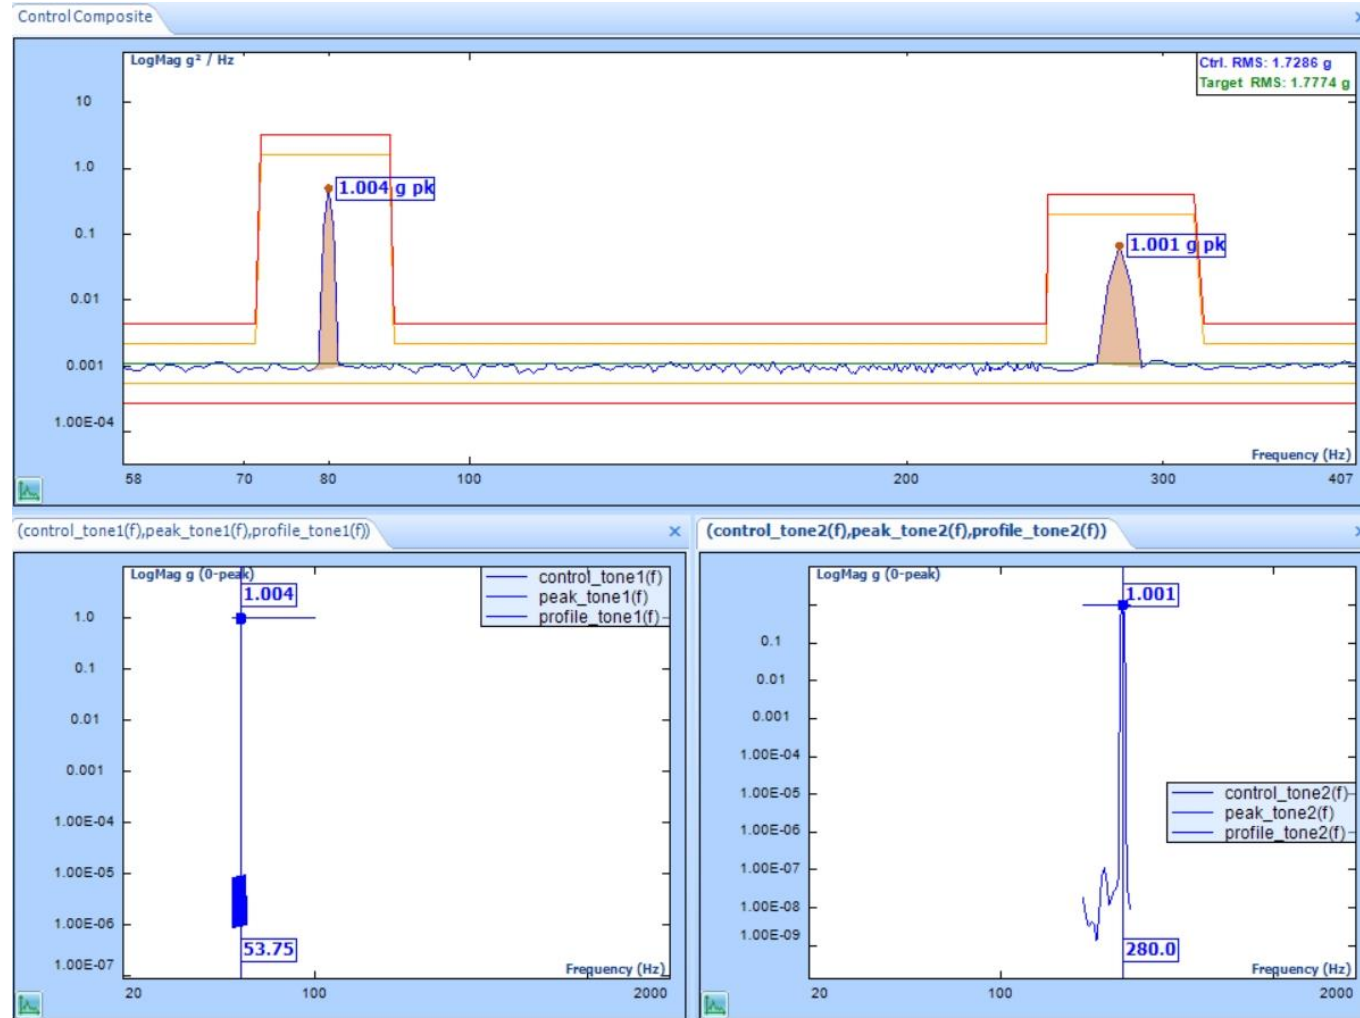 Control Composite
LogMag g² / Hz
Ctrl. RMS: 1.7286 g
Target RMS: 1.7774 g
10
1.0
0.1
0.01
0.001
1.00E-04
1.004 g pk
1.001 g pk
Frequency (Hz)
58 70 80 100 200 300 407
(control_tone1(f),peak_tone1(f),profile_tone1(f))
LogMag g (0-peak)
1.004
control_tone1(f)
peak_tone1(f)
profile_tone1(f)
1.0
0.1
0.01
0.001
1.00E-04
1.00E-05
1.00E-06
1.00E-07
53.75
Frequency (Hz)
20 100 2000
(control_tone2(f),peak_tone2(f),profile_tone2(f))
LogMag g (0-peak)
1.001
0.1
0.01
0.001
1.00E-04
1.00E-05
1.00E-06
1.00E-07
1.00E-08
1.00E-09
control_tone2(f)
peak_tone2(f)
profile_tone2(f)
280.0
Frequency (Hz)
20 100 2000